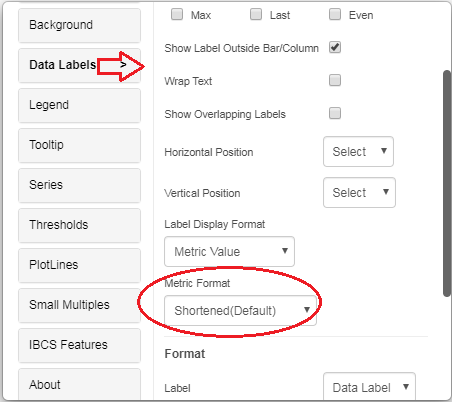 Background
Data Labels >
Legend
Tooltip
Series
Thresholds
PlotLines
Small Multiples
IBCS Features
About
Max Last Even
Show Label Outside Bar/Column
Wrap Text
Show Overlapping Labels
Horizontal Position Select
Vertical Position Select
Label Display Format
Metric Value
Metric Format
Shortened(Default)
Format
Label Data Label